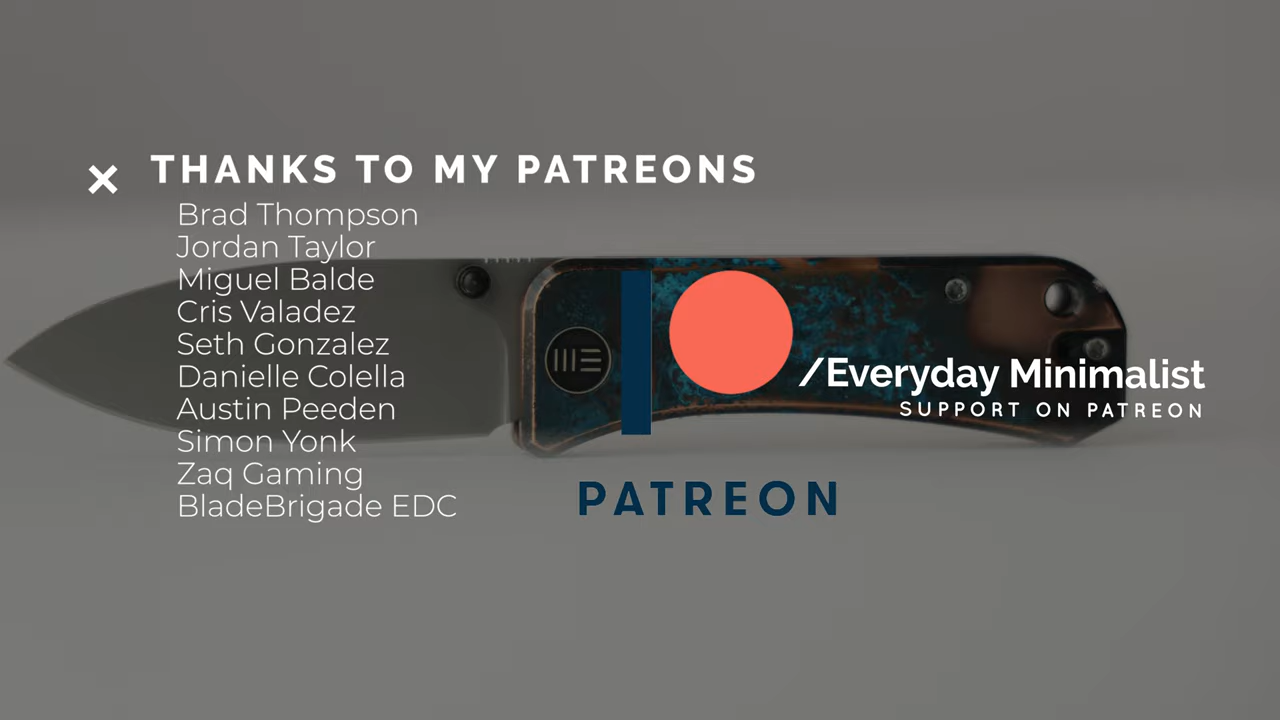 THANKS TO MY PATREONS
Brad Thompson
Jordan Taylor
Miguel Balde
Cris Valadez
Seth Gonzalez
Danielle Colella
Austin Peeden
Simon Yonk
Zaq Gaming
BladeBrigade EDC
/Everyday Minimalist
SUPPORT ON PATREON
PATREON